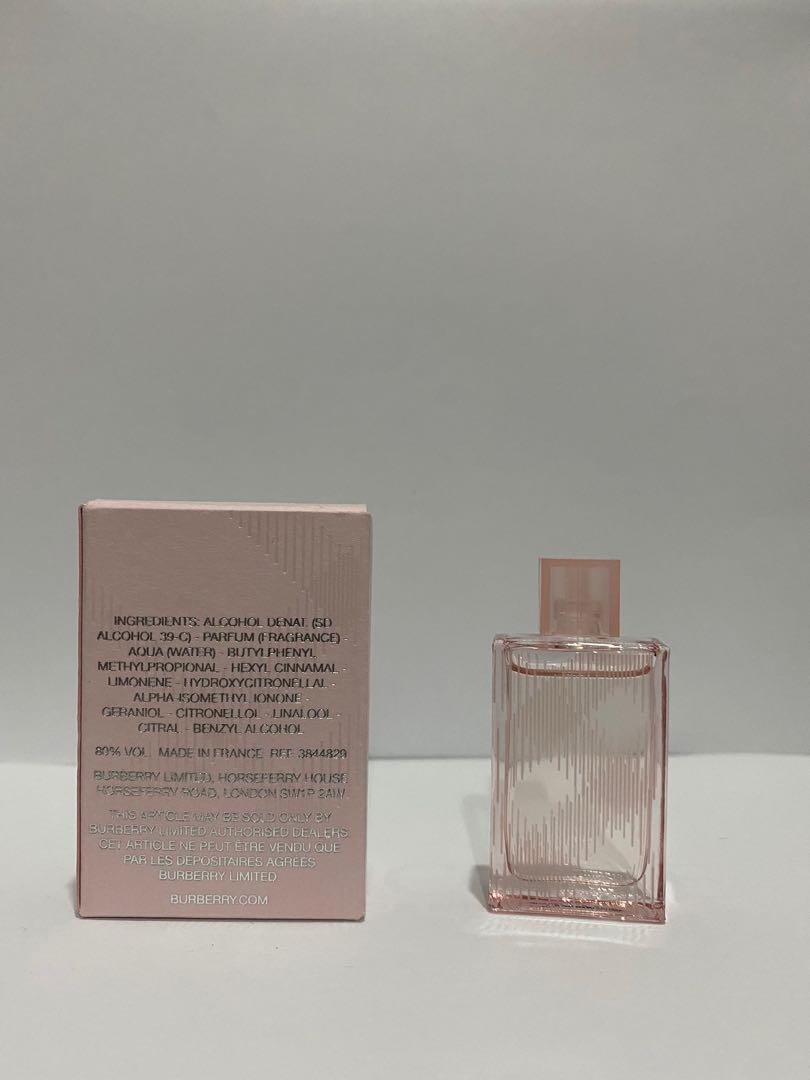 INGREDIENTS: ALCOHOL DENAT. (SD
ALCOHOL 39-C) - PARFUM (FRAGRANCE) -
AQUA (WATER) - BUTYLPHENYL
METHYLPROPIONAL - HEXYL CINNAMAL -
LIMONENE - HYDROXYCITRONELLAL -
ALPHA-ISOMETHYL IONONE -
GERANIOL - CITRONELLOL - LINALOOL -
CITRAL - BENZYL ALCOHOL
80% VOL. MADE IN FRANCE REF. 3844829
BURBERRY LIMITED, HORSEFERRY HOUSE
HORSEFERRY ROAD, LONDON SW1P 2AW
THIS ARTICLE MAY BE SOLD ONLY BY
BURBERRY LIMITED AUTHORISED DEALERS
CET ARTICLE NE PEUT ÊTRE VENDU QUE
PAR LES DÉPOSITAIRES AGRÉÉS
BURBERRY LIMITED
BURBERRY.COM